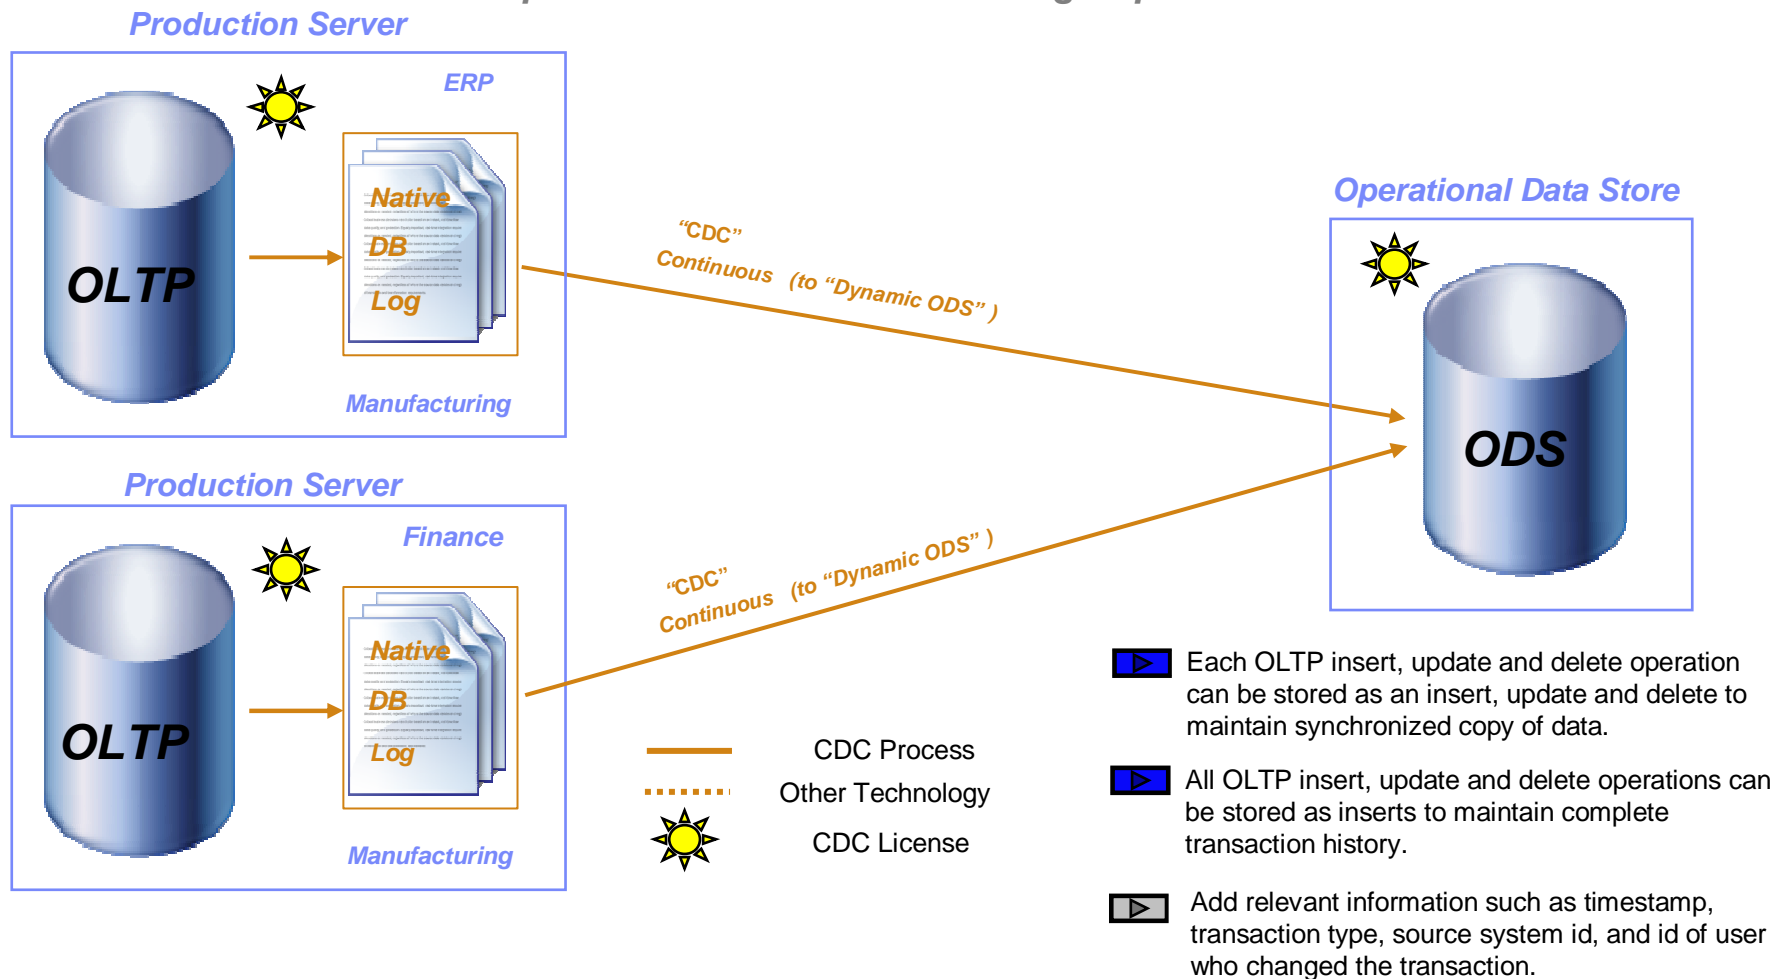 Production Server
ERP
OLTP
Native
DB
Log
Manufacturing
"CDC"
Continuous (to “Dynamic ODS” )
Operational Data Store
ODS
Production Server
Finance
OLTP
Native
DB
Log
Manufacturing
“CDC”
Continuous (to “Dynamic ODS” )
CDC Process
Other Technology
CDC License
Each OLTP insert, update and delete operation
can be stored as an insert, update and delete to
maintain synchronized copy of data.
All OLTP insert, update and delete operations can
be stored as inserts to maintain complete
transaction history.
Add relevant information such as timestamp,
transaction type, source system id, and id of user
who changed the transaction.